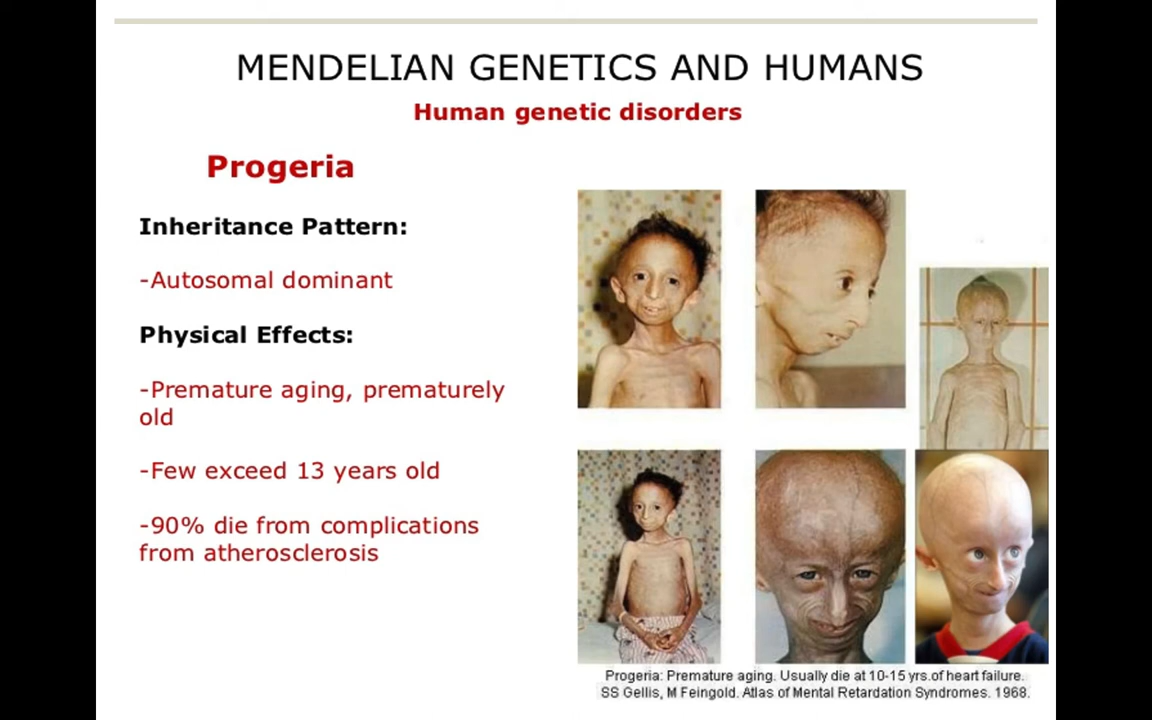 MENDELIAN GENETICS AND HUMANS
Human genetic disorders
Progeria
Inheritance Pattern:
-Autosomal dominant
Physical Effects:
-Premature aging, prematurely
old
-Few exceed 13 years old
-90% die from complications
from atherosclerosis
Progeria: Premature aging. Usually die at 10-15 yrs.of heart failure.
SS Gellis, M Feingold. Atlas of Mental Retardation Syndromes. 1968.